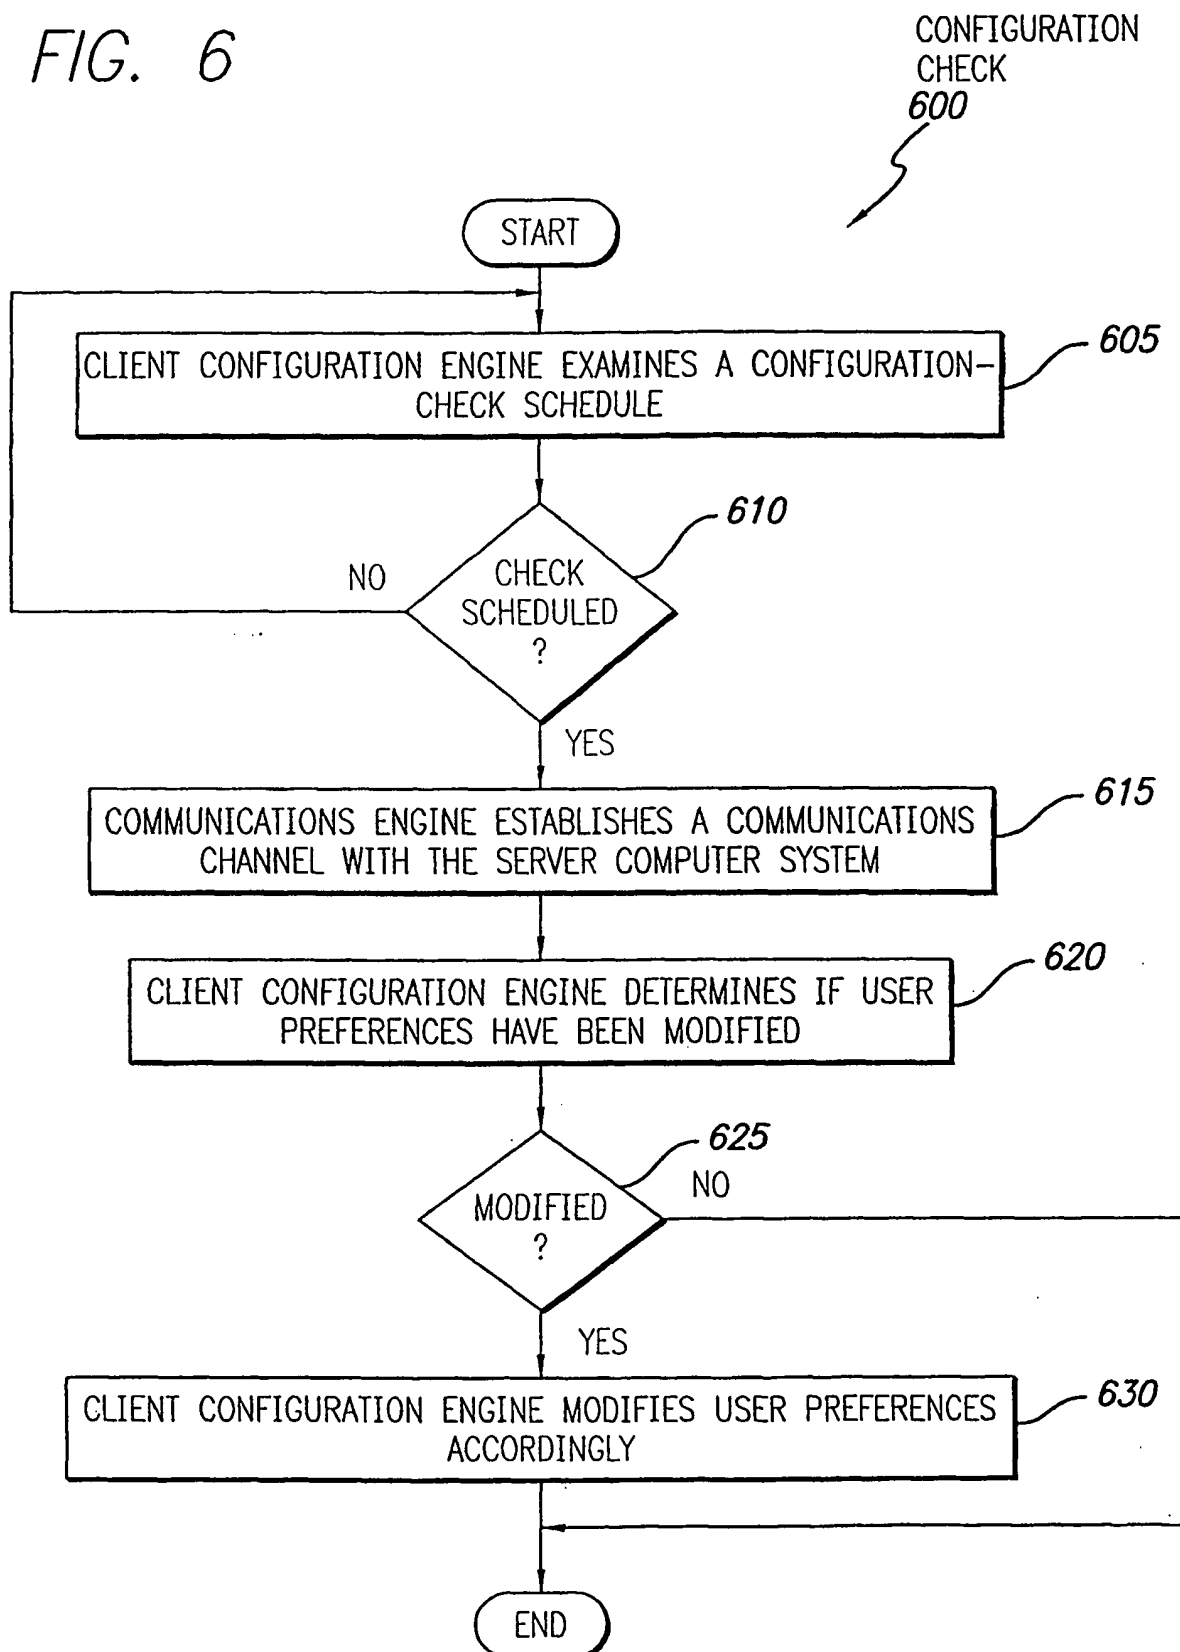 FIG. 6
CONFIGURATION
CHECK
600
START
CLIENT CONFIGURATION ENGINE EXAMINES A CONFIGURATION–
CHECK SCHEDULE
605
610
CHECK
SCHEDULED
?
NO
YES
COMMUNICATIONS ENGINE ESTABLISHES A COMMUNICATIONS
CHANNEL WITH THE SERVER COMPUTER SYSTEM
615
CLIENT CONFIGURATION ENGINE DETERMINES IF USER
PREFERENCES HAVE BEEN MODIFIED
620
625
MODIFIED
?
NO
YES
CLIENT CONFIGURATION ENGINE MODIFIES USER PREFERENCES
ACCORDINGLY
630
END